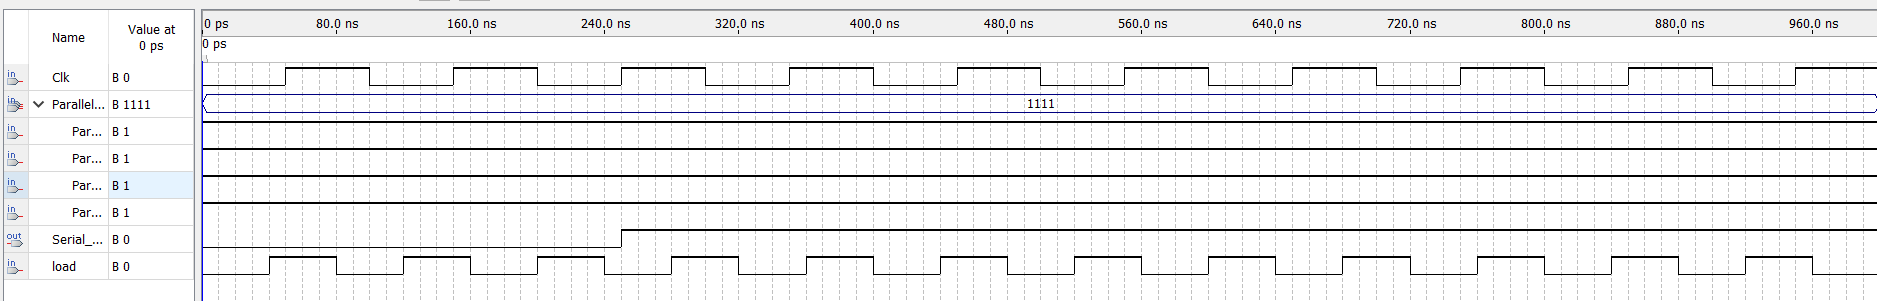 Name
Value at
0 ps
0 ps 80.0 ns 160.0 ns 240.0 ns 320.0 ns 400.0 ns 480.0 ns 560.0 ns 640.0 ns 720.0 ns 800.0 ns 880.0 ns 960.0 ns
0 ps
in Clk B 0
in Parallel... B 1111 1111
in Par... B 1
in Par... B 1
in Par... B 1
in Par... B 1
out Serial_... B 0
in load B 0